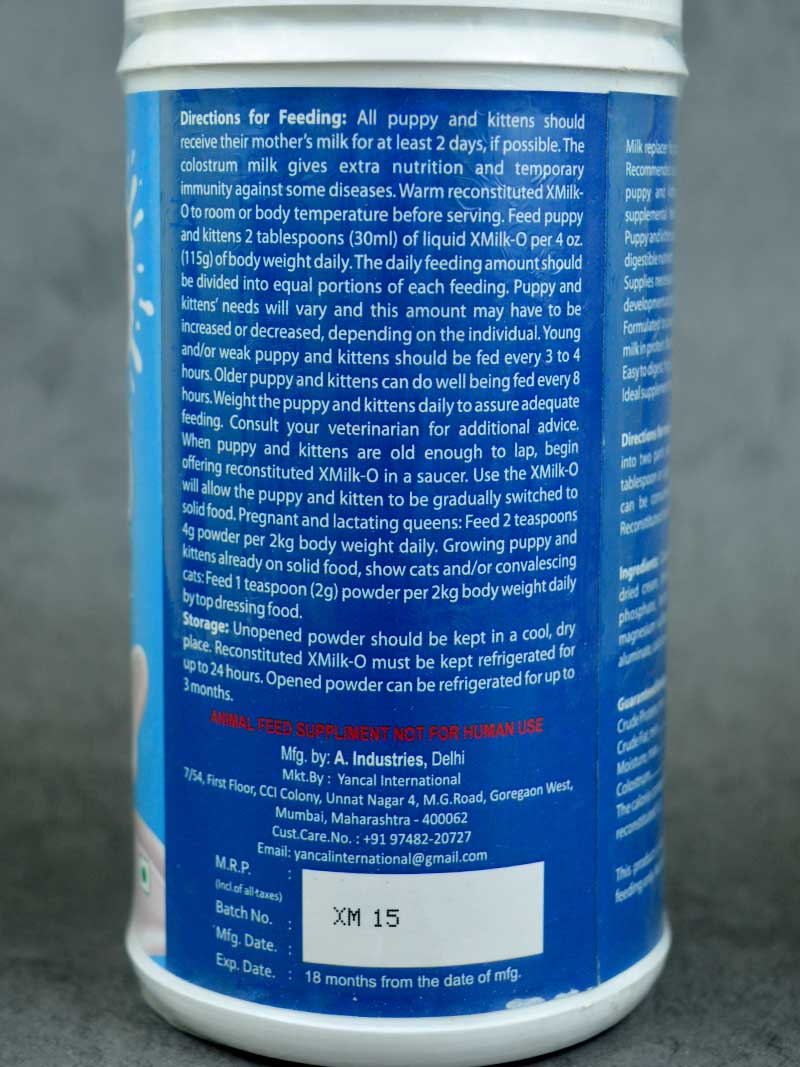 Directions for Feeding: All puppy and kittens should
receive their mother's milk for at least 2 days, if possible. The
colostrum milk gives extra nutrition and temporary
immunity against some diseases. Warm reconstituted XMilk-
O to room or body temperature before serving. Feed puppy
and kittens 2 tablespoons (30ml) of liquid XMilk-O per 4 oz.
(115g) of body weight daily. The daily feeding amount should
be divided into equal portions of each feeding. Puppy and
kittens' needs will vary and this amount may have to be
increased or decreased, depending on the individual. Young
and/or weak puppy and kittens should be fed every 3 to 4
hours. Older puppy and kittens can do well being fed every 8
hours. Weight the puppy and kittens daily to assure adequate
feeding. Consult your veterinarian for additional advice.
When puppy and kittens are old enough to lap, begin
offering reconstituted XMilk-O in a saucer. Use the XMilk-O
will allow the puppy and kitten to be gradually switched to
solid food. Pregnant and lactating queens: Feed 2 teaspoons
4g powder per 2kg body weight daily. Growing puppy and
kittens already on solid food, show cats and/or convalescing
cats: Feed 1 teaspoon (2g) powder per 2kg body weight daily
by top dressing food.
Storage: Unopened powder should be kept in a cool, dry
place. Reconstituted XMilk-O must be kept refrigerated for
up to 24 hours. Opened powder can be refrigerated for up to
3 months.
ANIMAL FEED SUPPLIMENT NOT FOR HUMAN USE
Mfg. by: A. Industries, Delhi
Mkt.By : Yancal International
7/54, First Floor, CCI Colony, Unnat Nagar 4, M.G.Road, Goregaon West,
Mumbai, Maharashtra - 400062
Cust.Care.No. : +91 97482-20727
Email: yancalinternational@gmail.com
M.R.P. :
(Incl.of all taxes)
Batch No. : XM 15
Mfg. Date. :
Exp. Date. : 18 months from the date of mfg.
Milk replacer
Recommended
puppy and
supplemental
Puppy and
digestible
Supplies
development
Formulated
milk in protein
Easy to digest
Ideal
Directions for
into two
tablespoon
can be
Ingredients:
dried cream
phosphate
magnesium
Crude
Crude Fat
Moisture
Colostrum
The
reconstituted
This
feeding